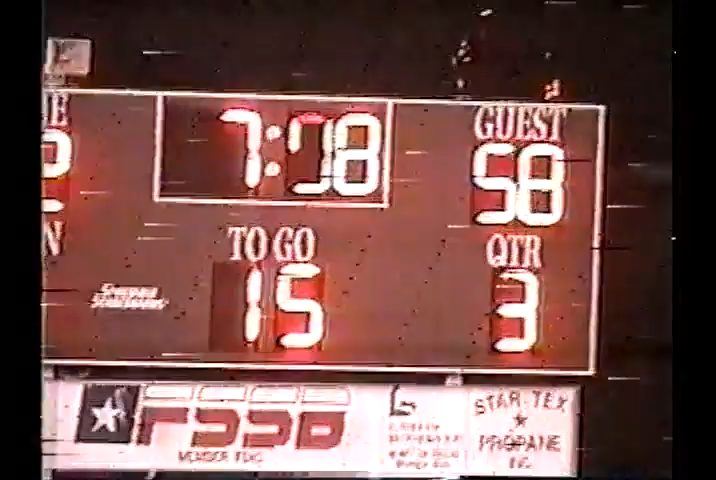 7:08
GUEST
58
TO GO
QTR
15
3
FSSB
MEMBER FDIC
STAR-TEX
PROPANE
INC